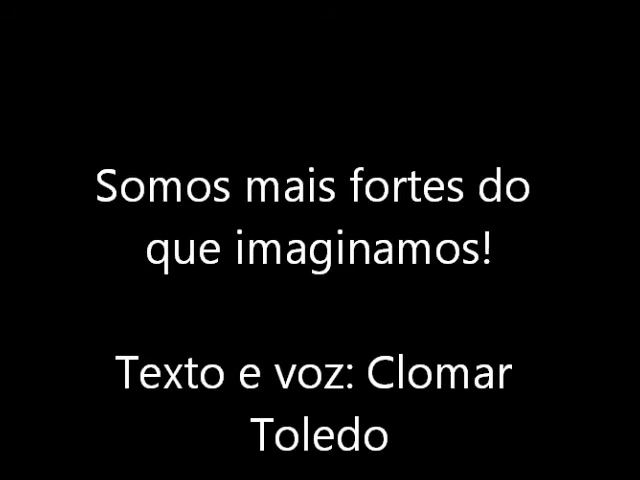 Somos mais fortes do
que imaginamos!
Texto e voz: Clomar
Toledo